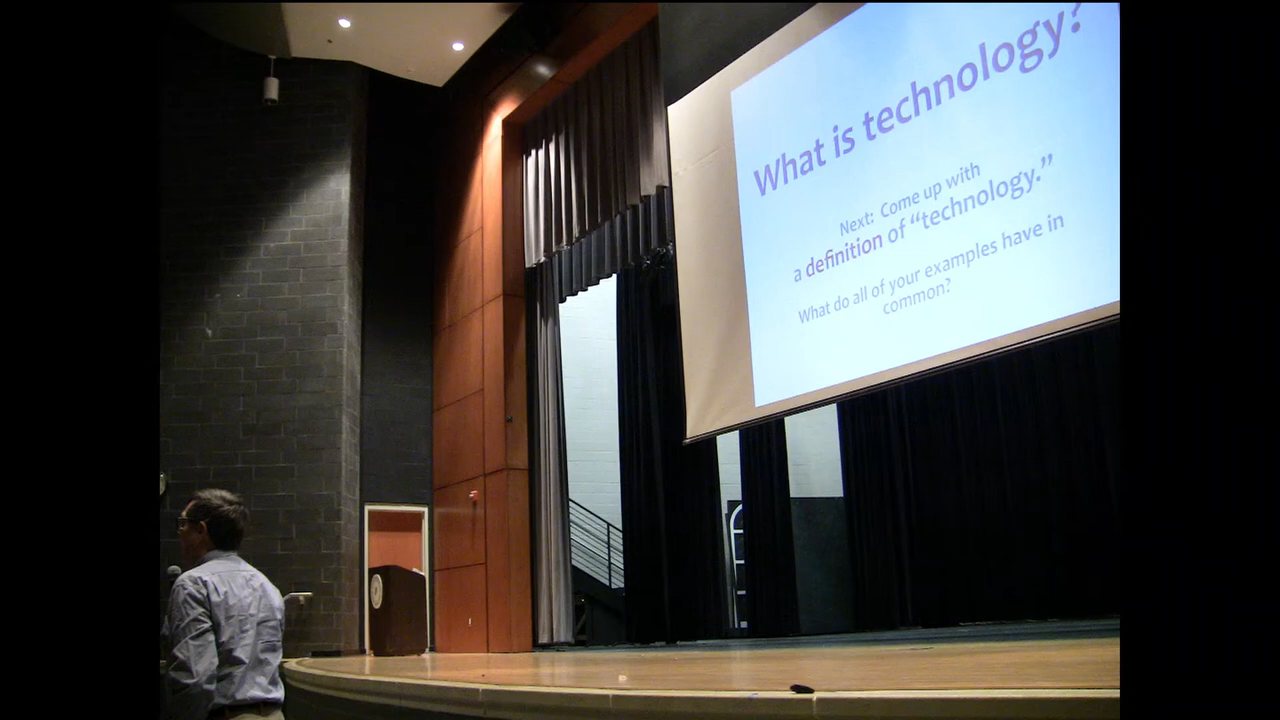 What is technology?
Next: Come up with
a definition of “technology.”
What do all of your examples have in
common?